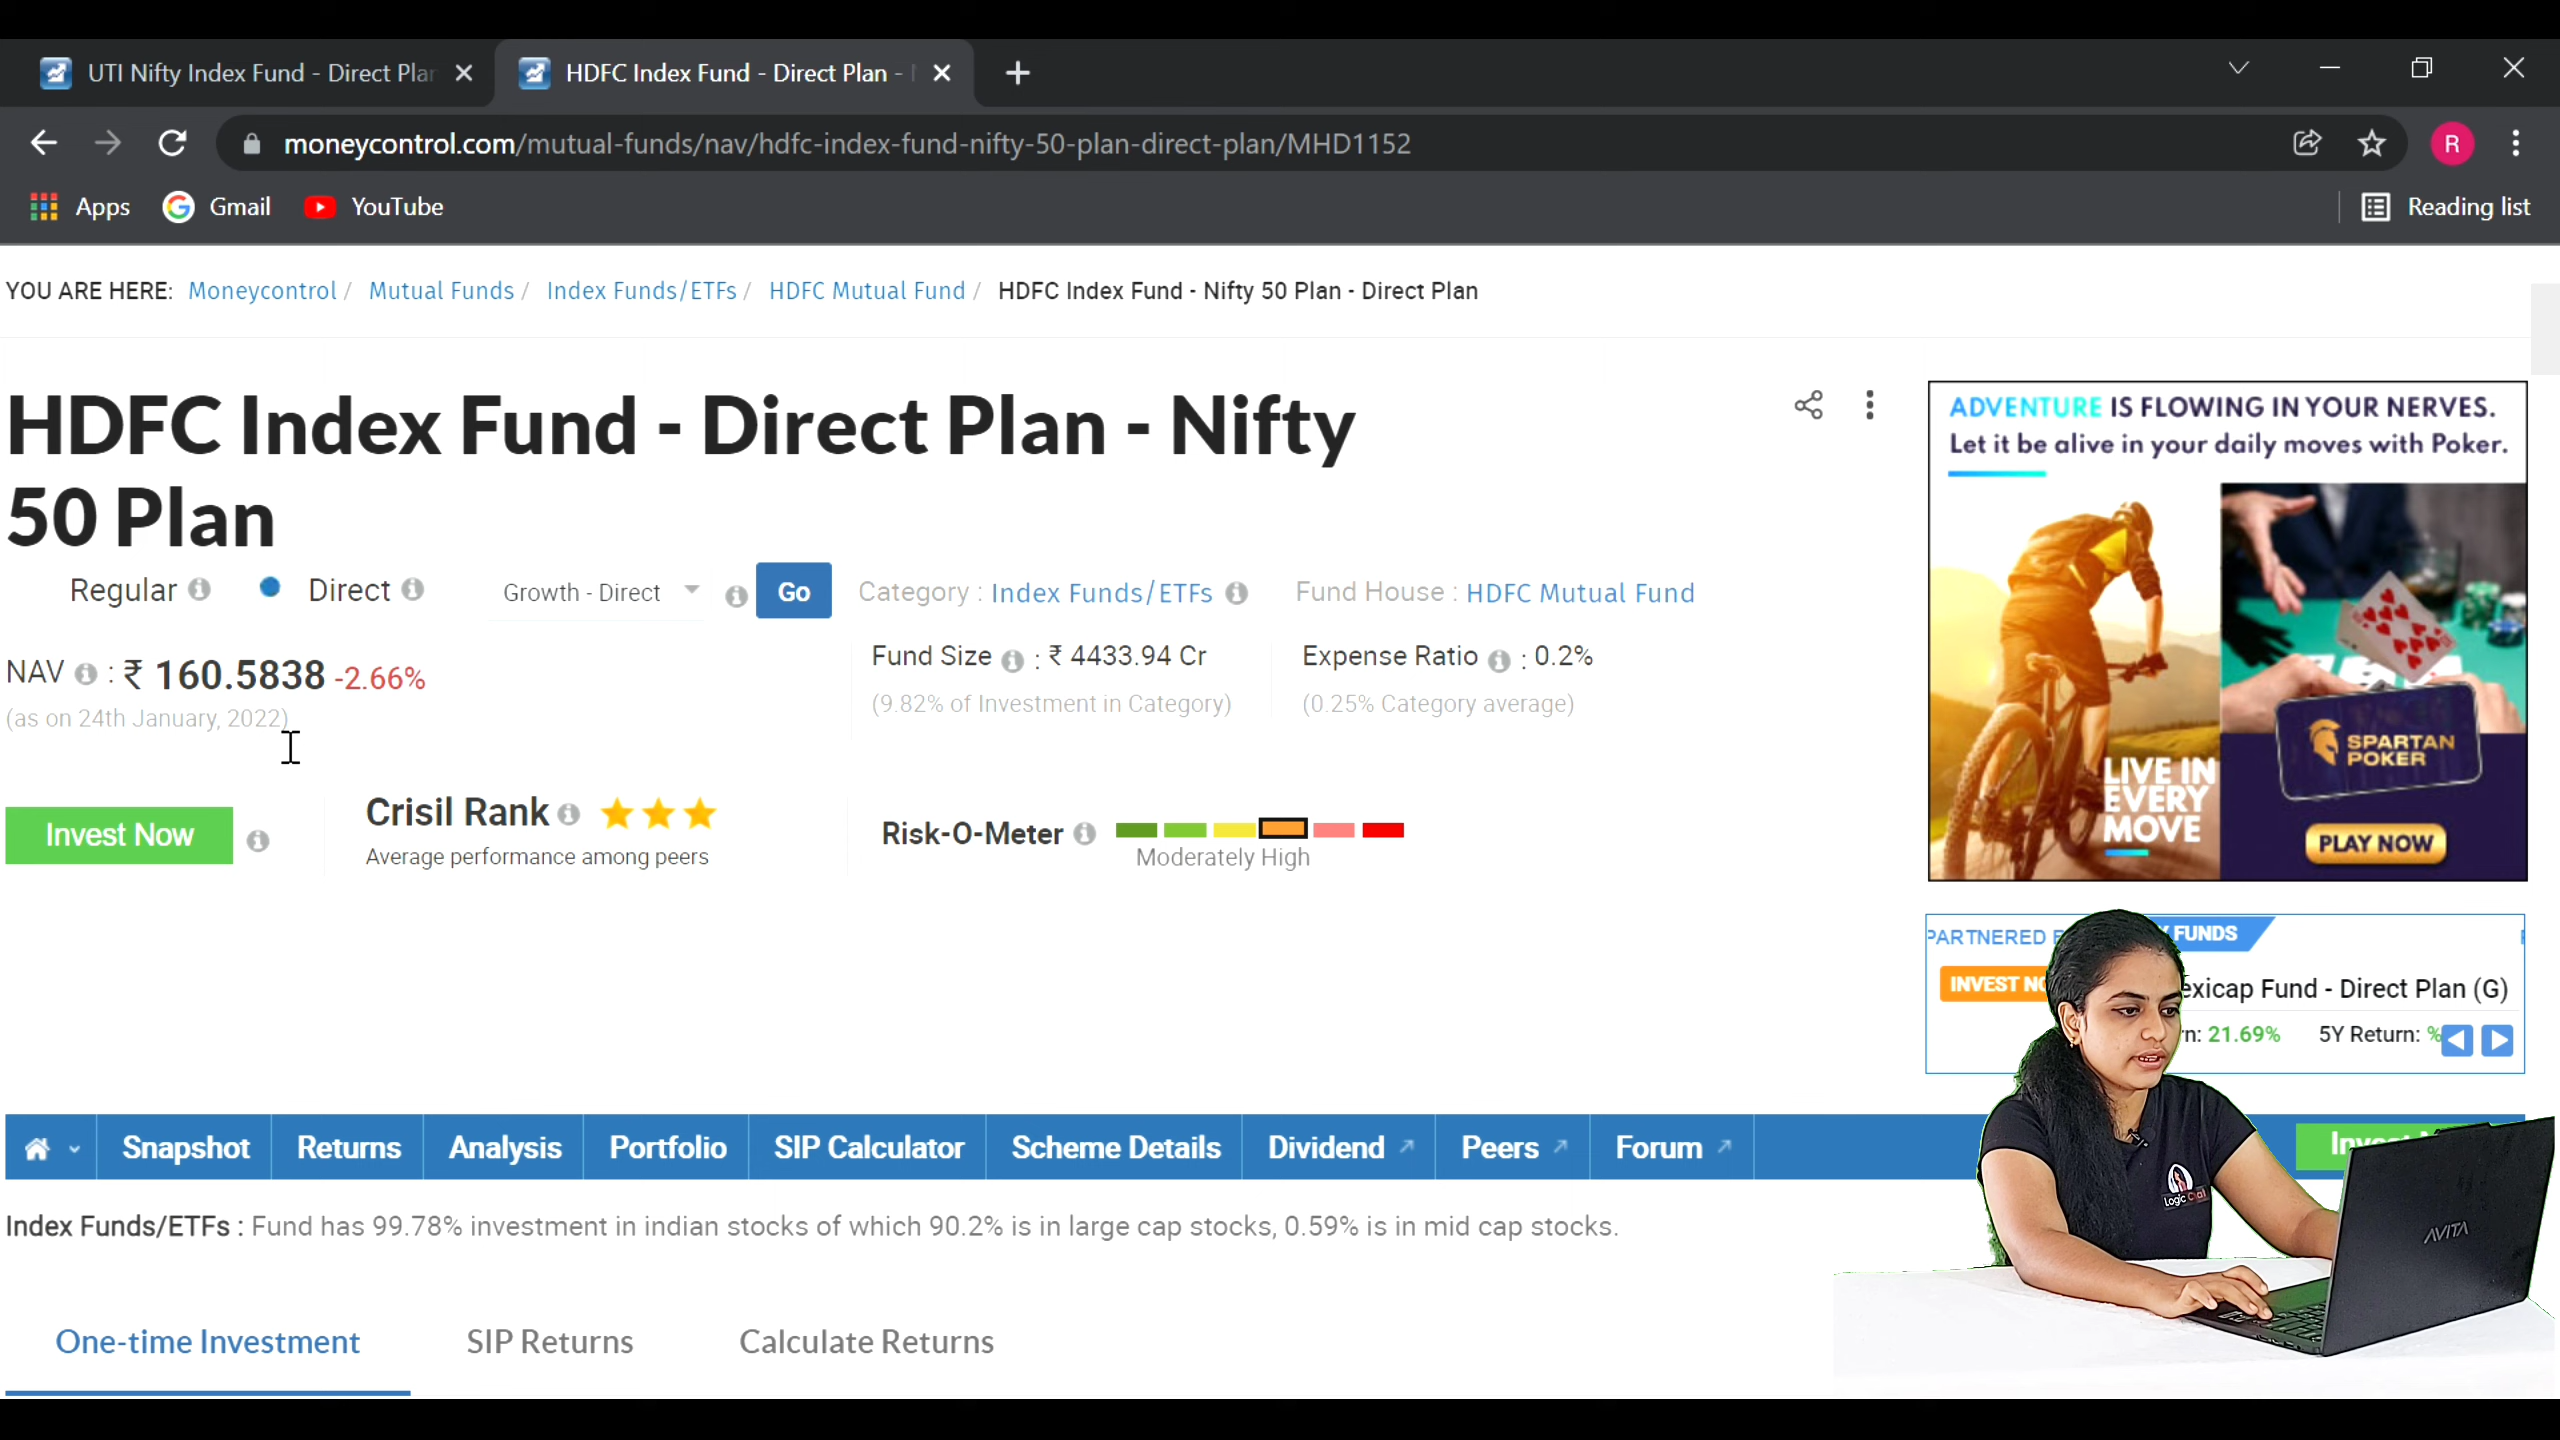 UTI Nifty Index Fund - Direct Plan
HDFC Index Fund - Direct Plan -
moneycontrol.com/mutual-funds/nav/hdfc-index-fund-nifty-50-plan-direct-plan/MHD1152
R
Apps
Gmail
YouTube
Reading list
YOU ARE HERE: Moneycontrol / Mutual Funds / Index Funds/ETFs / HDFC Mutual Fund / HDFC Index Fund - Nifty 50 Plan - Direct Plan
HDFC Index Fund - Direct Plan - Nifty
50 Plan
Regular
Direct
Growth - Direct
Go
Category : Index Funds/ETFs
Fund House : HDFC Mutual Fund
NAV : ₹ 160.5838 -2.66%
(as on 24th January, 2022)
Fund Size : ₹ 4433.94 Cr
(9.82% of Investment in Category)
Expense Ratio : 0.2%
(0.25% Category average)
Invest Now
Crisil Rank
Average performance among peers
Risk-O-Meter
Moderately High
ADVENTURE IS FLOWING IN YOUR NERVES.
Let it be alive in your daily moves with Poker.
LIVE IN
EVERY
MOVE
SPARTAN
POKER
PLAY NOW
PARTNERED
FUNDS
INVEST
exicap Fund - Direct Plan (G)
21.69%
5Y Return: %
Snapshot
Returns
Analysis
Portfolio
SIP Calculator
Scheme Details
Dividend
Peers
Forum
Index Funds/ETFs : Fund has 99.78% investment in indian stocks of which 90.2% is in large cap stocks, 0.59% is in mid cap stocks.
One-time Investment
SIP Returns
Calculate Returns
Logic
AVITA